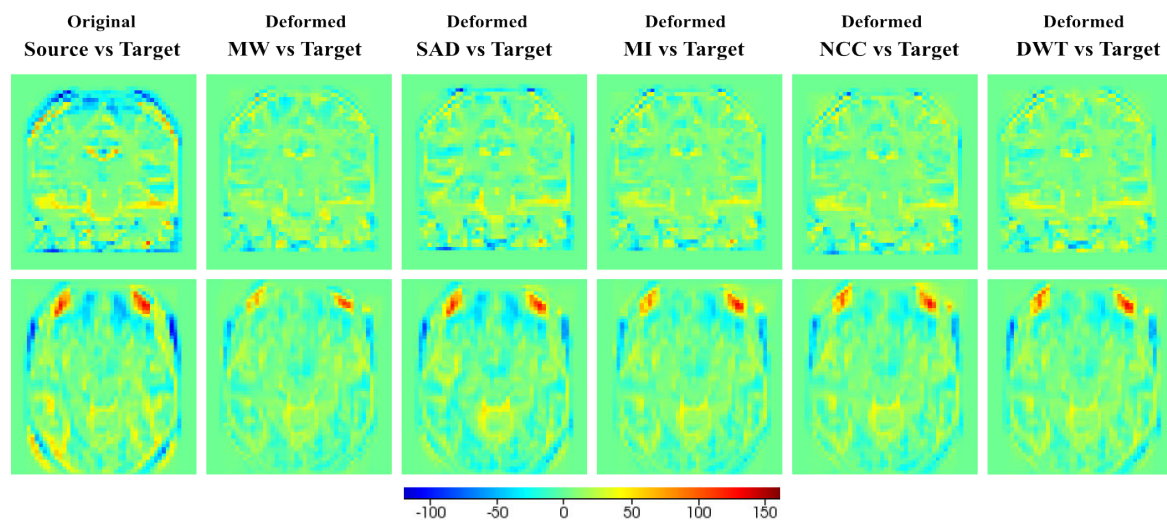 Original
Source vs Target
Deformed
MW vs Target
Deformed
SAD vs Target
Deformed
MI vs Target
Deformed
NCC vs Target
Deformed
DWT vs Target
-100 -50 0 50 100 150